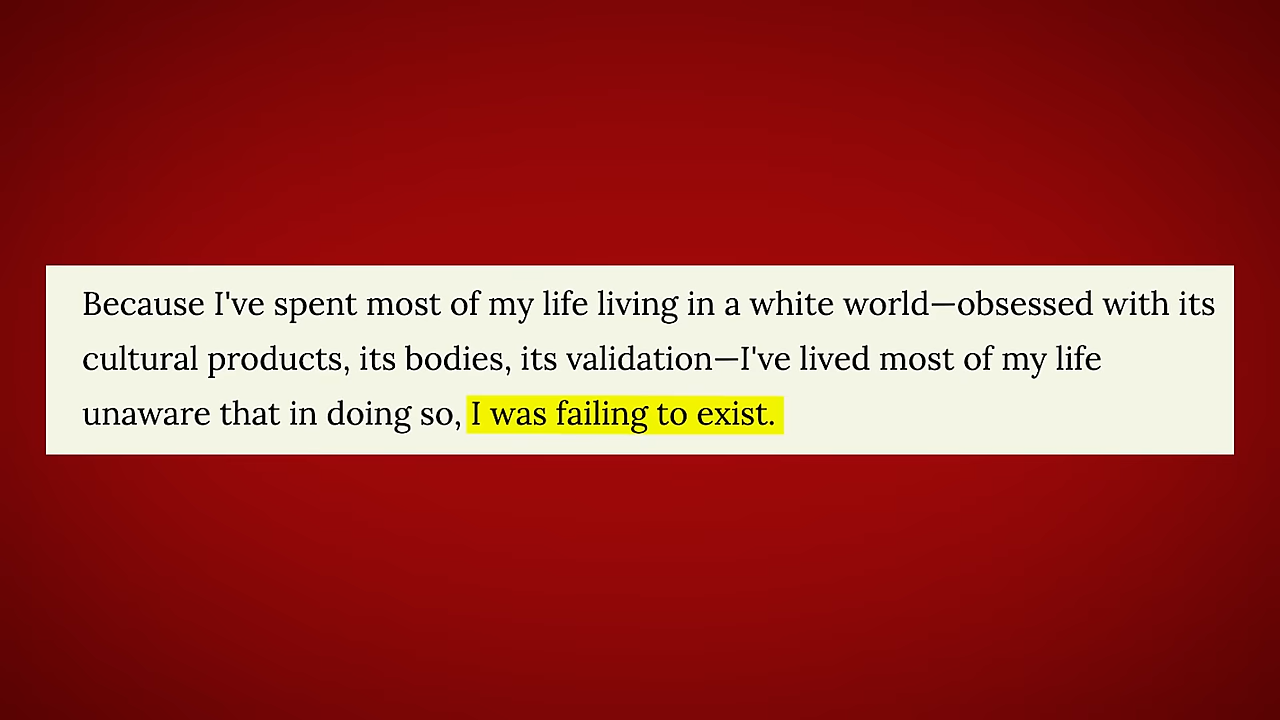 Because I've spent most of my life living in a white world—obsessed with its
cultural products, its bodies, its validation—I've lived most of my life
unaware that in doing so, I was failing to exist.